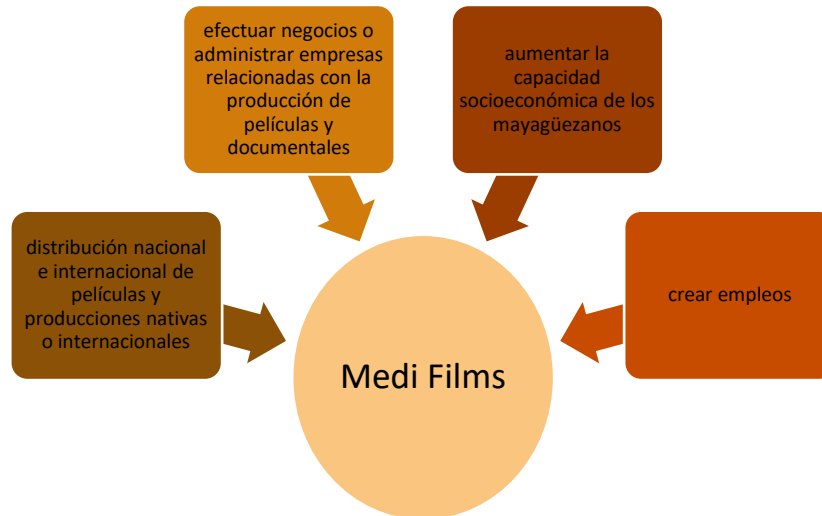 efectuar negocios o
administrar empresas
relacionadas con la
producción de
películas y
documentales
aumentar la
capacidad
socioeconómica de los
mayagüezanos
distribución nacional
e internacional de
películas y
producciones nativas
o internacionales
crear empleos
Medi Films